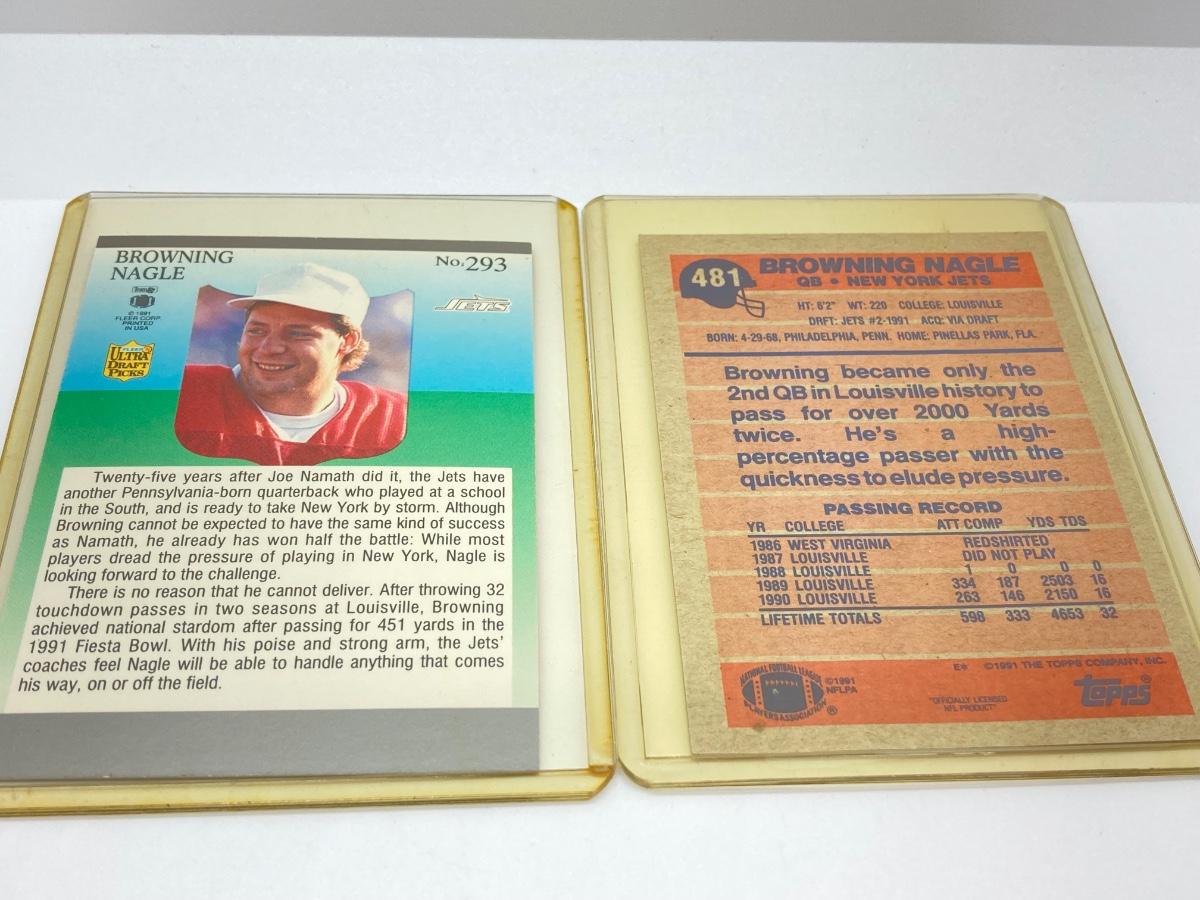 BROWNING
NAGLE
No.293
© 1991
FLEER CORP.
PRINTED
IN USA
JETS
FLEER
ULTRA
DRAFT
PICKS
Twenty-five years after Joe Namath did it, the Jets have
another Pennsylvania-born quarterback who played at a school
in the South, and is ready to take New York by storm. Although
Browning cannot be expected to have the same kind of success
as Namath, he already has won half the battle: While most
players dread the pressure of playing in New York, Nagle is
looking forward to the challenge.
There is no reason that he cannot deliver. After throwing 32
touchdown passes in two seasons at Louisville, Browning
achieved national stardom after passing for 451 yards in the
1991 Fiesta Bowl. With his poise and strong arm, the Jets'
coaches feel Nagle will be able to handle anything that comes
his way, on or off the field.
481 BROWNING NAGLE
QB • NEW YORK JETS
HT: 6'2" WT: 220 COLLEGE: LOUISVILLE
DRFT: JETS #2-1991 ACQ: VIA DRAFT
BORN: 4-29-68, PHILADELPHIA, PENN. HOME: PINELLAS PARK, FLA.
Browning became only the
2nd QB in Louisville history to
pass for over 2000 Yards
twice. He's a high-
percentage passer with the
quickness to elude pressure.
PASSING RECORD
YR COLLEGE ATT COMP YDS TDS
1986 WEST VIRGINIA REDSHIRTED
1987 LOUISVILLE DID NOT PLAY
1988 LOUISVILLE 1 0 0 0
1989 LOUISVILLE 334 187 2503 16
1990 LOUISVILLE 263 146 2150 16
LIFETIME TOTALS 598 333 4653 32
E* ©1991 THE TOPPS COMPANY, INC.
NATIONAL FOOTBALL LEAGUE
PLAYERS ASSOCIATION ®
©1991
NFLPA
"OFFICIALLY LICENSED
NFL PRODUCT"
topps®